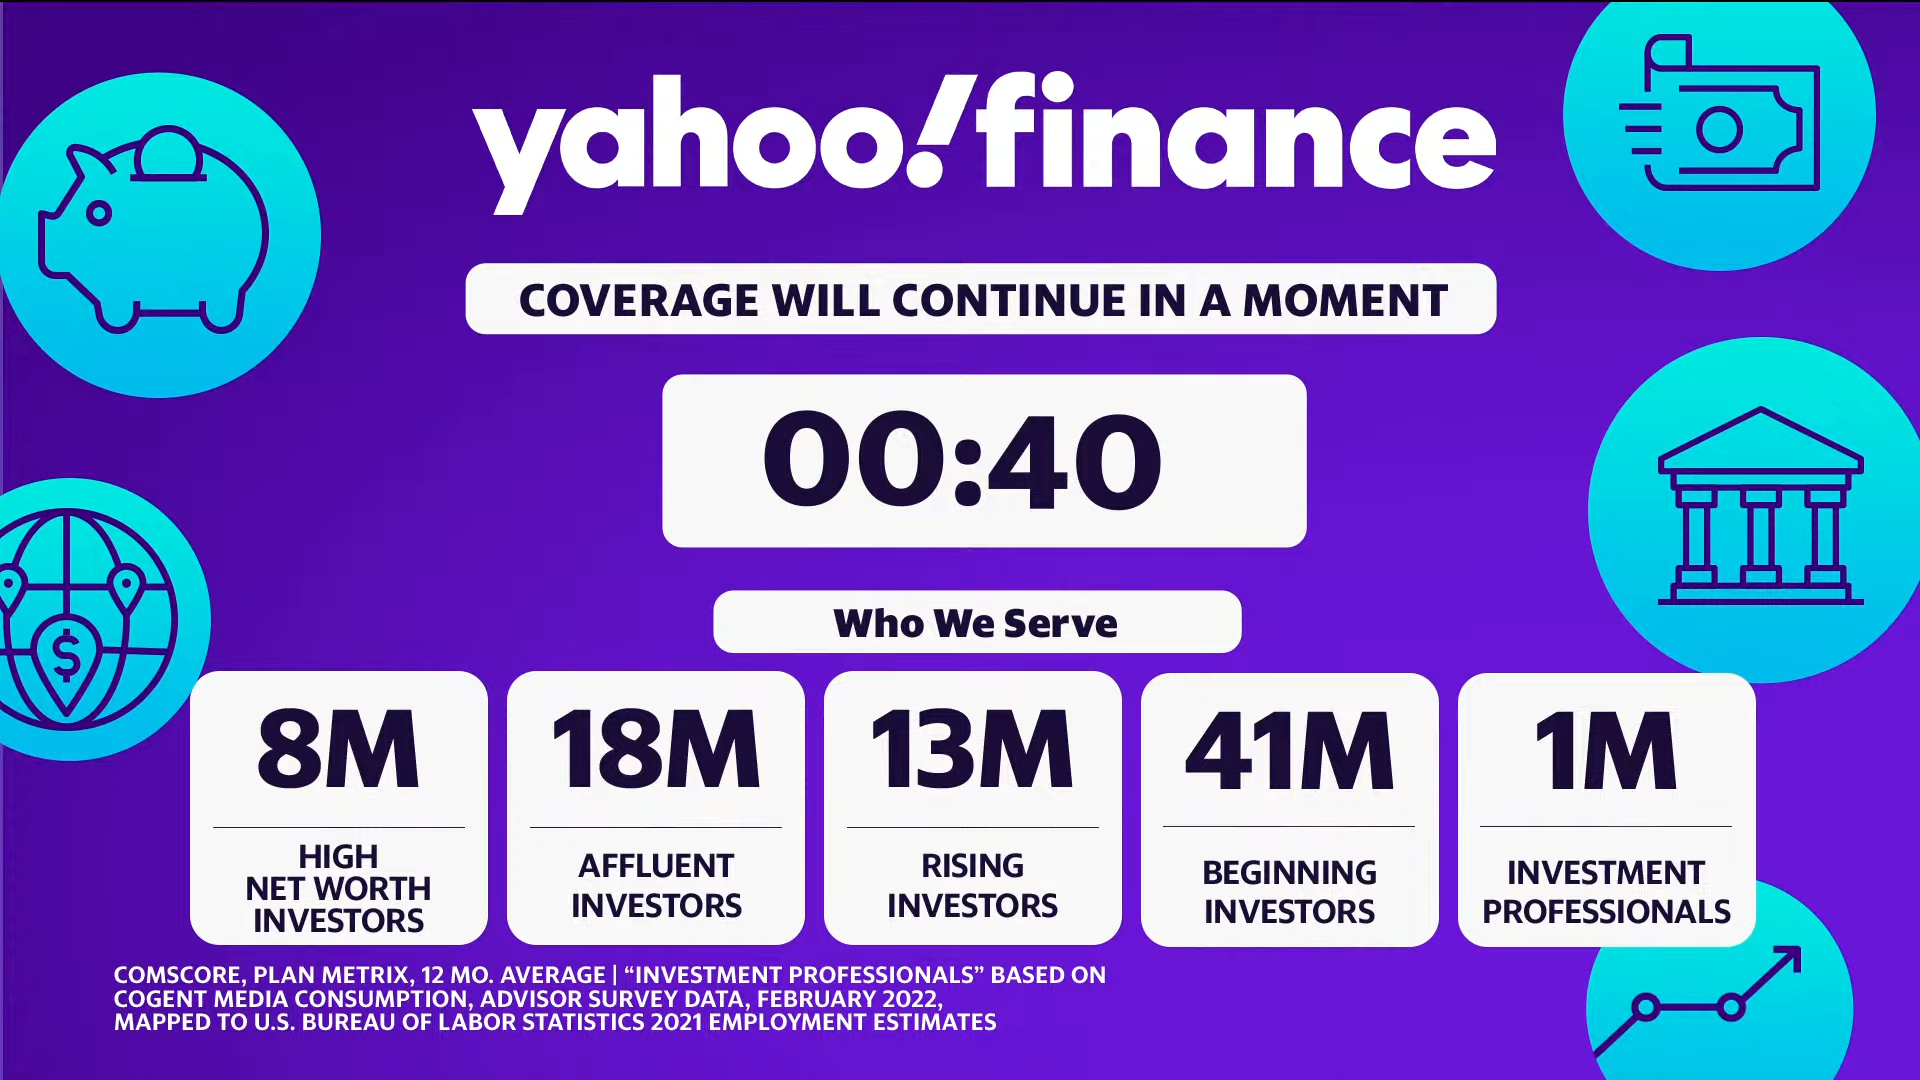 yahoo!finance
COVERAGE WILL CONTINUE IN A MOMENT
00:40
Who We Serve
8M
HIGH
NET WORTH
INVESTORS
18M
AFFLUENT
INVESTORS
13M
RISING
INVESTORS
41M
BEGINNING
INVESTORS
1M
INVESTMENT
PROFESSIONALS
$
COMSCORE, PLAN METRIX, 12 MO. AVERAGE | “INVESTMENT PROFESSIONALS” BASED ON
COGENT MEDIA CONSUMPTION, ADVISOR SURVEY DATA, FEBRUARY 2022,
MAPPED TO U.S. BUREAU OF LABOR STATISTICS 2021 EMPLOYMENT ESTIMATES